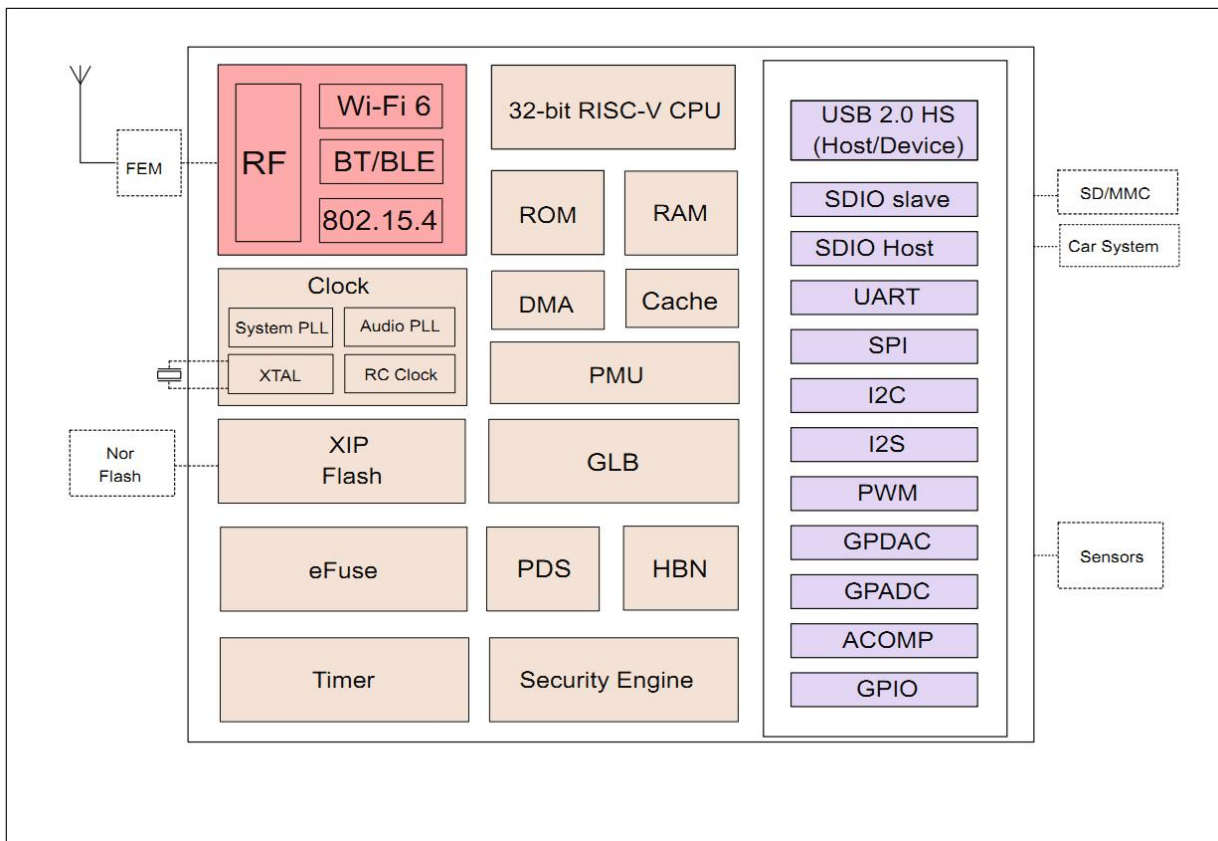 FEM
RF
Wi-Fi 6
BT/BLE
802.15.4
Clock
System PLL
Audio PLL
XTAL
RC Clock
Nor
Flash
XIP
Flash
eFuse
Timer
32-bit RISC-V CPU
ROM
RAM
DMA
Cache
PMU
GLB
PDS
HBN
Security Engine
USB 2.0 HS
(Host/Device)
SDIO slave
SDIO Host
UART
SPI
I2C
I2S
PWM
GPDAC
GPADC
ACOMP
GPIO
SD/MMC
Car System
Sensors